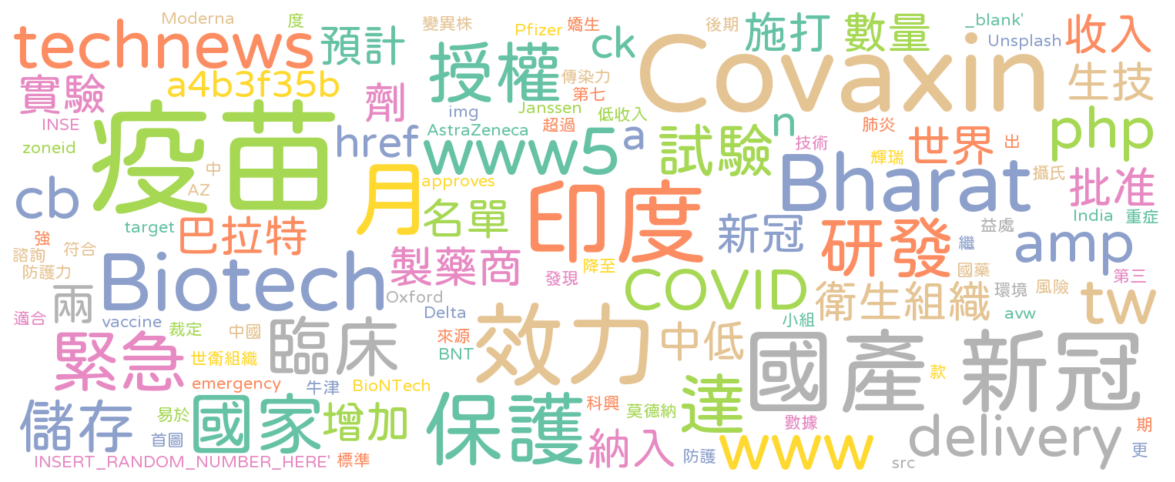 Moderna
度
變異株
Pfizer
嬌生
後期
_blank'
technews
預計
ck
施打
數量
Unsplash
收入
Covaxin
授權
傳染力
第七
實驗
a4b3f35b
劑
生技
INSE
img
Janssen
低收入
疫苗
href
AstraZeneca
超過
a
n
肺炎
php
zoneid
www5
試驗
技術
世界
出
中
輝瑞
cb
AZ
月
approves
印度
Bharat
攝氏
批准
target
巴拉特
名單
新冠
研發
益處
India
重症
強
符合
諮詢
製藥商
繼
amp
防護力
Biotech
發現
降至
COVID
國藥
第三
兩
Oxford
環境
風險
tw
衛生組織
適合
vaccine
Delta
avw
裁定
中國
臨床
來源
效力
小組
中低
緊急
世衛組織
BNT
國產
新冠
emergency
牛津
BioNTech
款
達
儲存
易於
國家
增加
保護
科興
莫德納
數據
delivery
期
首圖
納入
www
更
INSERT_RANDOM_NUMBER_HERE'
標準
防護
src